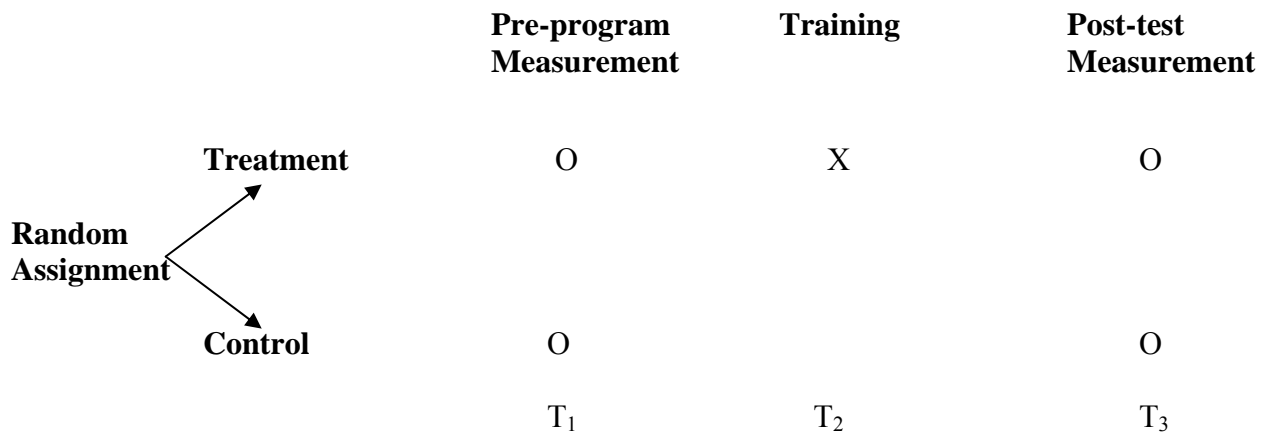 Pre-program Training Post-test
Measurement Measurement
Treatment O X O
Random
Assignment
Control O O
T₁ T₂ T₃